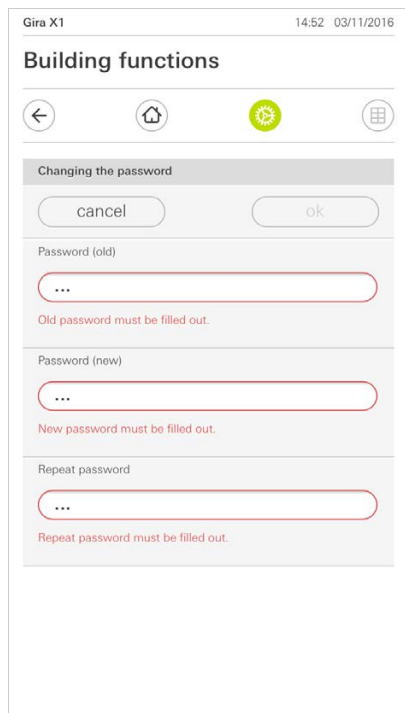 Gira X1 14:52 03/11/2016
Building functions
Changing the password
cancel ok
Password (old)
...
Old password must be filled out.
Password (new)
...
New password must be filled out.
Repeat password
...
Repeat password must be filled out.